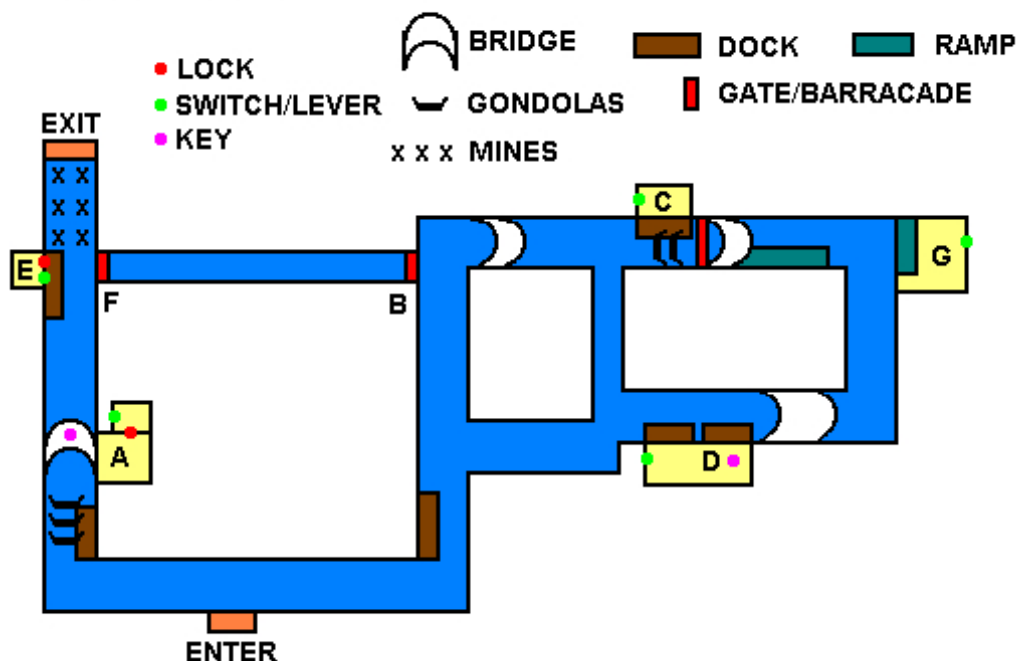 BRIDGE
DOCK
RAMP
LOCK
SWITCH/LEVER
GONDOLAS
GATE/BARRACADE
EXIT
KEY
x x x MINES
x x
x x
x x
C
E
G
F
B
A
D
ENTER